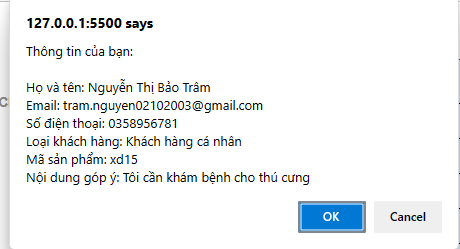 127.0.0.1:5500 says
Thông tin của bạn:
Họ và tên: Nguyễn Thị Bảo Trâm
Email: tram.nguyen02102003@gmail.com
Số điện thoại: 0358956781
Loại khách hàng: Khách hàng cá nhân
Mã sản phẩm: xd15
Nội dung góp ý: Tôi cần khám bệnh cho thú cưng
OK
Cancel